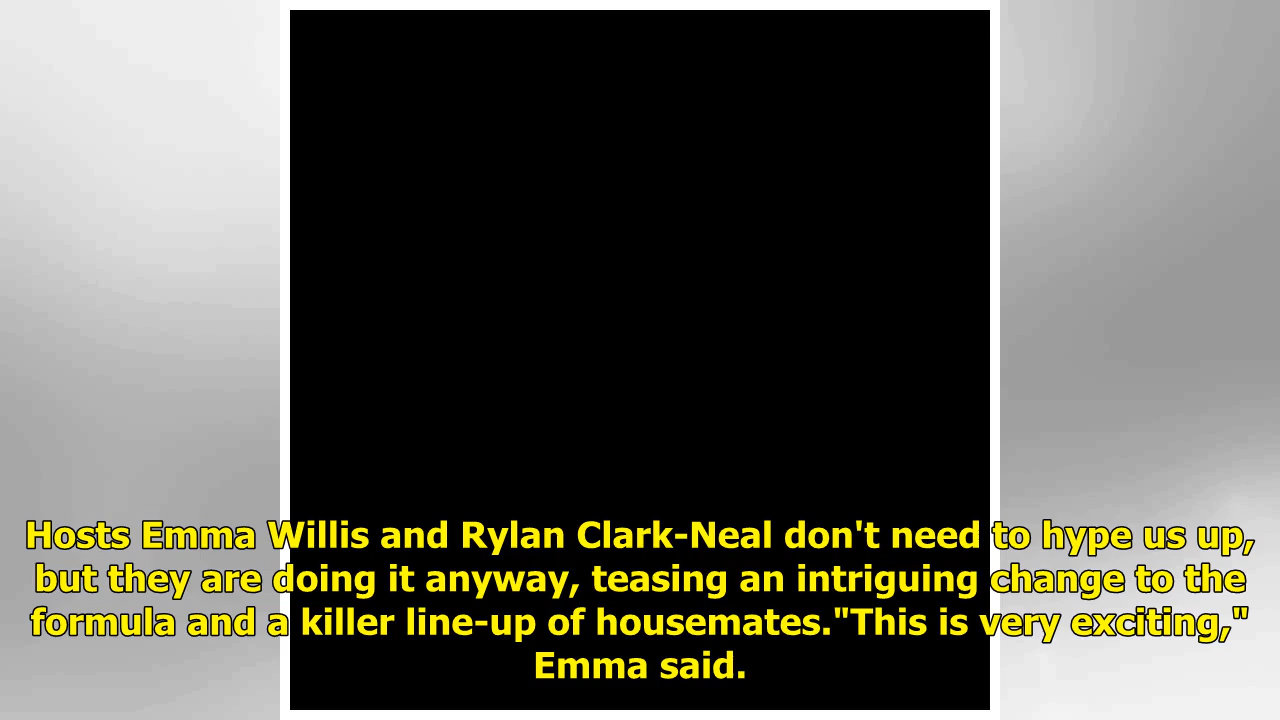 Hosts Emma Willis and Rylan Clark-Neal don't need to hype us up,
but they are doing it anyway, teasing an intriguing change to the
formula and a killer line-up of housemates."This is very exciting,"
Emma said.